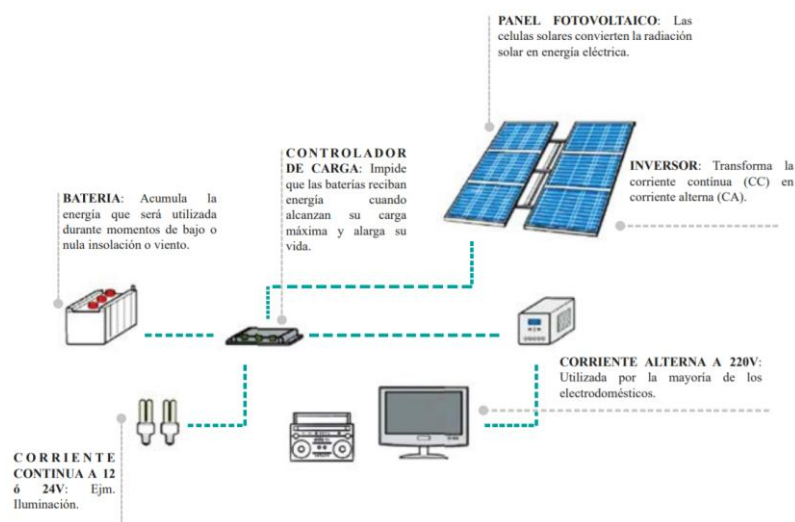 PANEL FOTOVOLTAICO: Las
celulas solares convierten la radiación
solar en energía eléctrica.
CONTROLADOR
DE CARGA: Impide
que las baterías reciban
energía cuando
alcanzan su carga
máxima y alarga su
vida.
INVERSOR: Transforma la
corriente contínua (CC) en
corriente alterna (CA).
BATERIA: Acumula la
energía que será utilizada
durante momentos de bajo o
nula insolación o viento.
CORRIENTE ALTERNA A 220V:
Utilizada por la mayoría de los
electrodomésticos.
CORRIENTE
CONTINUA A 12
ó 24V: Ejm.
Iluminación.